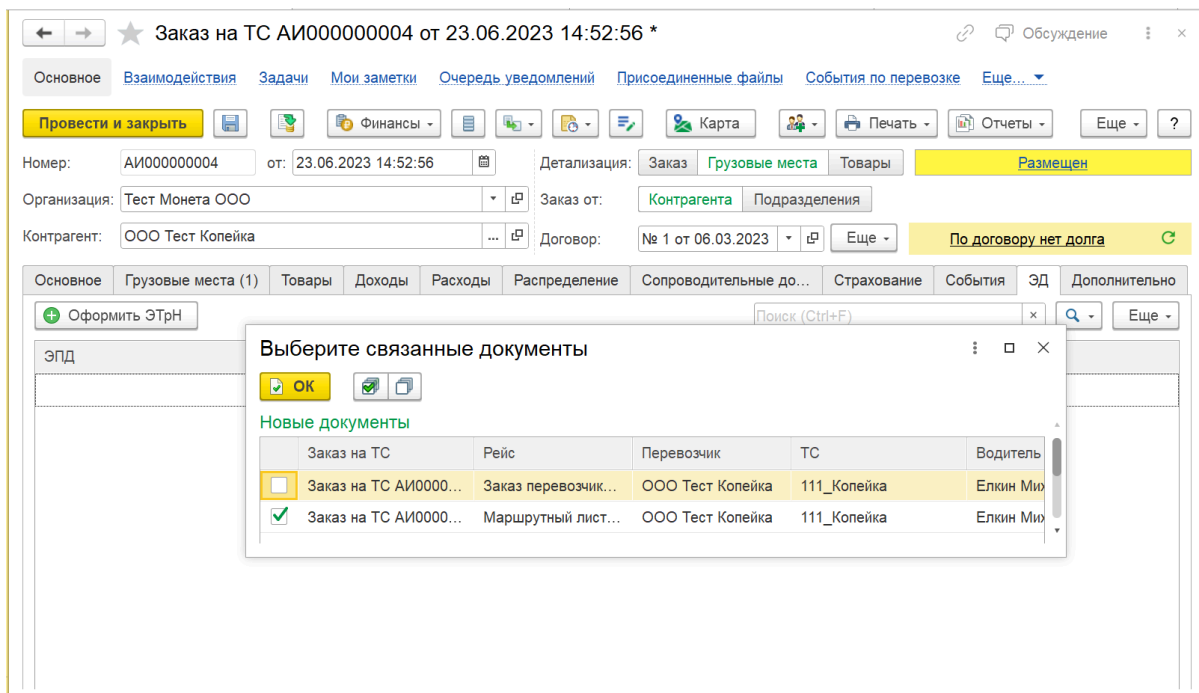 Заказ на ТС АИ000000004 от 23.06.2023 14:52:56 *
Обсуждение
Основное Взаимодействия Задачи Мои заметки Очередь уведомлений Присоединенные файлы События по перевозке Еще...
Провести и закрыть Финансы Карта Печать Отчеты Еще ?
Номер: АИ000000004 от: 23.06.2023 14:52:56 Детализация: Заказ Грузовые места Товары Размещен
Организация: Тест Монета ООО Заказ от: Контрагента Подразделения
Контрагент: ООО Тест Копейка ... Договор: № 1 от 06.03.2023 Еще По договору нет долга
Основное Грузовые места (1) Товары Доходы Расходы Распределение Сопроводительные до... Страхование События ЭД Дополнительно
Оформить ЭТрН Поиск (Ctrl+F) × Еще
ЭПД
Выберите связанные документы
ОК
Новые документы
Заказ на ТС Рейс Перевозчик ТС Водитель
Заказ на ТС АИ0000... Заказ перевозчик... ООО Тест Копейка 111_Копейка Елкин Мих
Заказ на ТС АИ0000... Маршрутный лист... ООО Тест Копейка 111_Копейка Елкин Мих